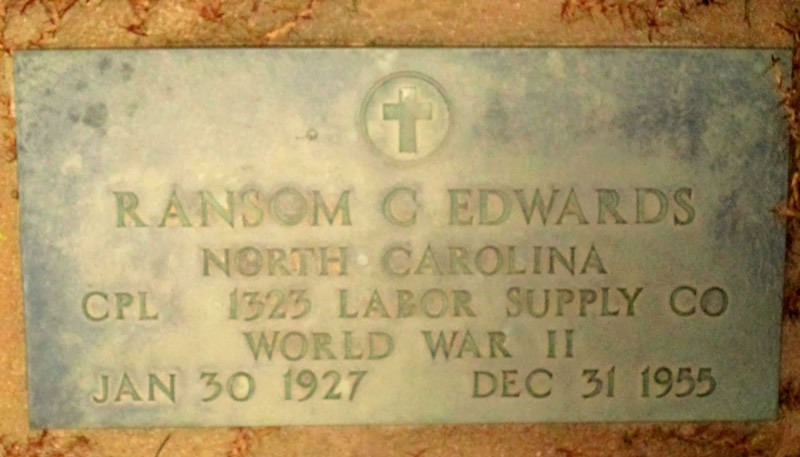 RANSOM C EDWARDS
NORTH CAROLINA
CPL 1323 LABOR SUPPLY CO
WORLD WAR II
JAN 30 1927 DEC 31 1955